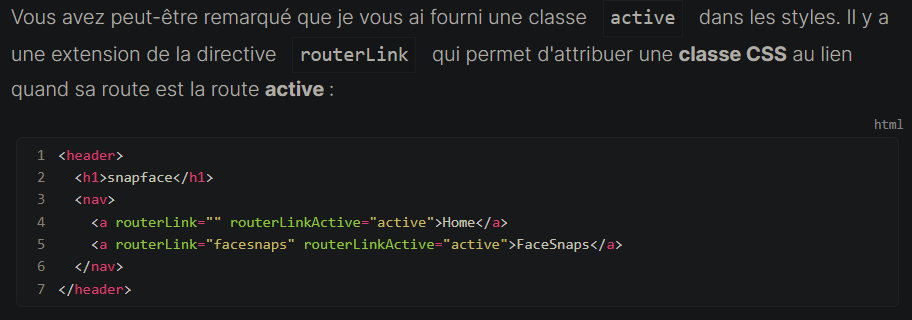 Vous avez peut-être remarqué que je vous ai fourni une classe active dans les styles. Il y a
une extension de la directive routerLink qui permet d'attribuer une classe CSS au lien
quand sa route est la route active :
html
1 <header>
2 <h1>snapface</h1>
3 <nav>
4 <a routerLink="" routerLinkActive="active">Home</a>
5 <a routerLink="facesnaps" routerLinkActive="active">FaceSnaps</a>
6 </nav>
7 </header>